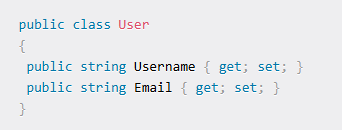 public class User
{
 public string Username { get; set; }
 public string Email { get; set; }
}